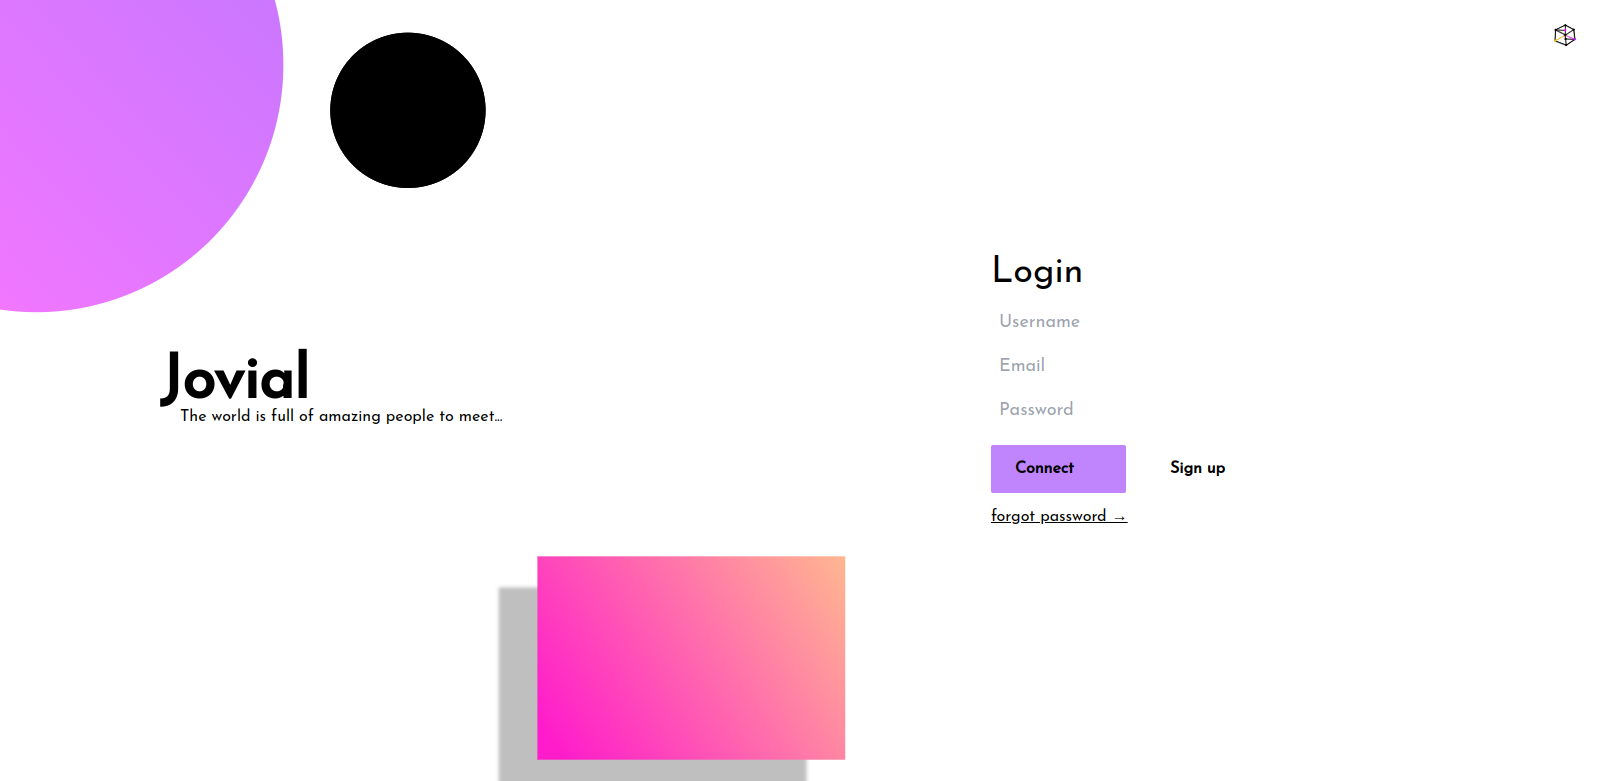 Jovial
The world is full of amazing people to meet...
Login
Username
Email
Password
Connect
Sign up
forgot password →